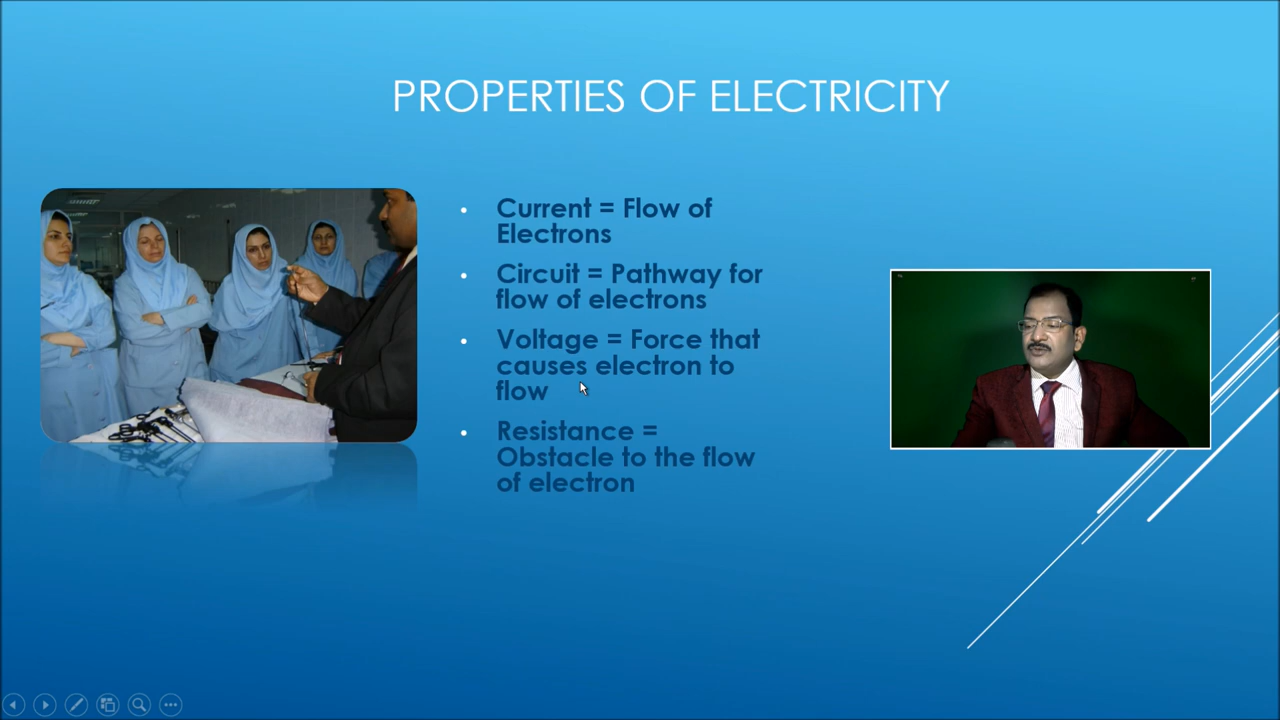 PROPERTIES OF ELECTRICITY
Current = Flow of
Electrons
Circuit = Pathway for
flow of electrons
Voltage = Force that
causes electron to
flow
Resistance =
Obstacle to the flow
of electron